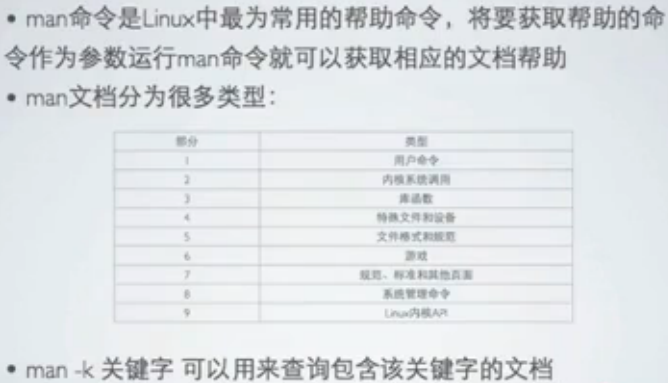 • man命令是Linux中最为常用的帮助命令，将要获取帮助的命
令作为参数运行man命令就可以获取相应的文档帮助
• man文档分为很多类型：
部分 类型
1 用户命令
2 内核系统调用
3 库函数
4 特殊文件和设备
5 文件格式和规范
6 游戏
7 规范、标准和其他页面
8 系统管理命令
9 Linux内核API
• man -k 关键字 可以用来查询包含该关键字的文档